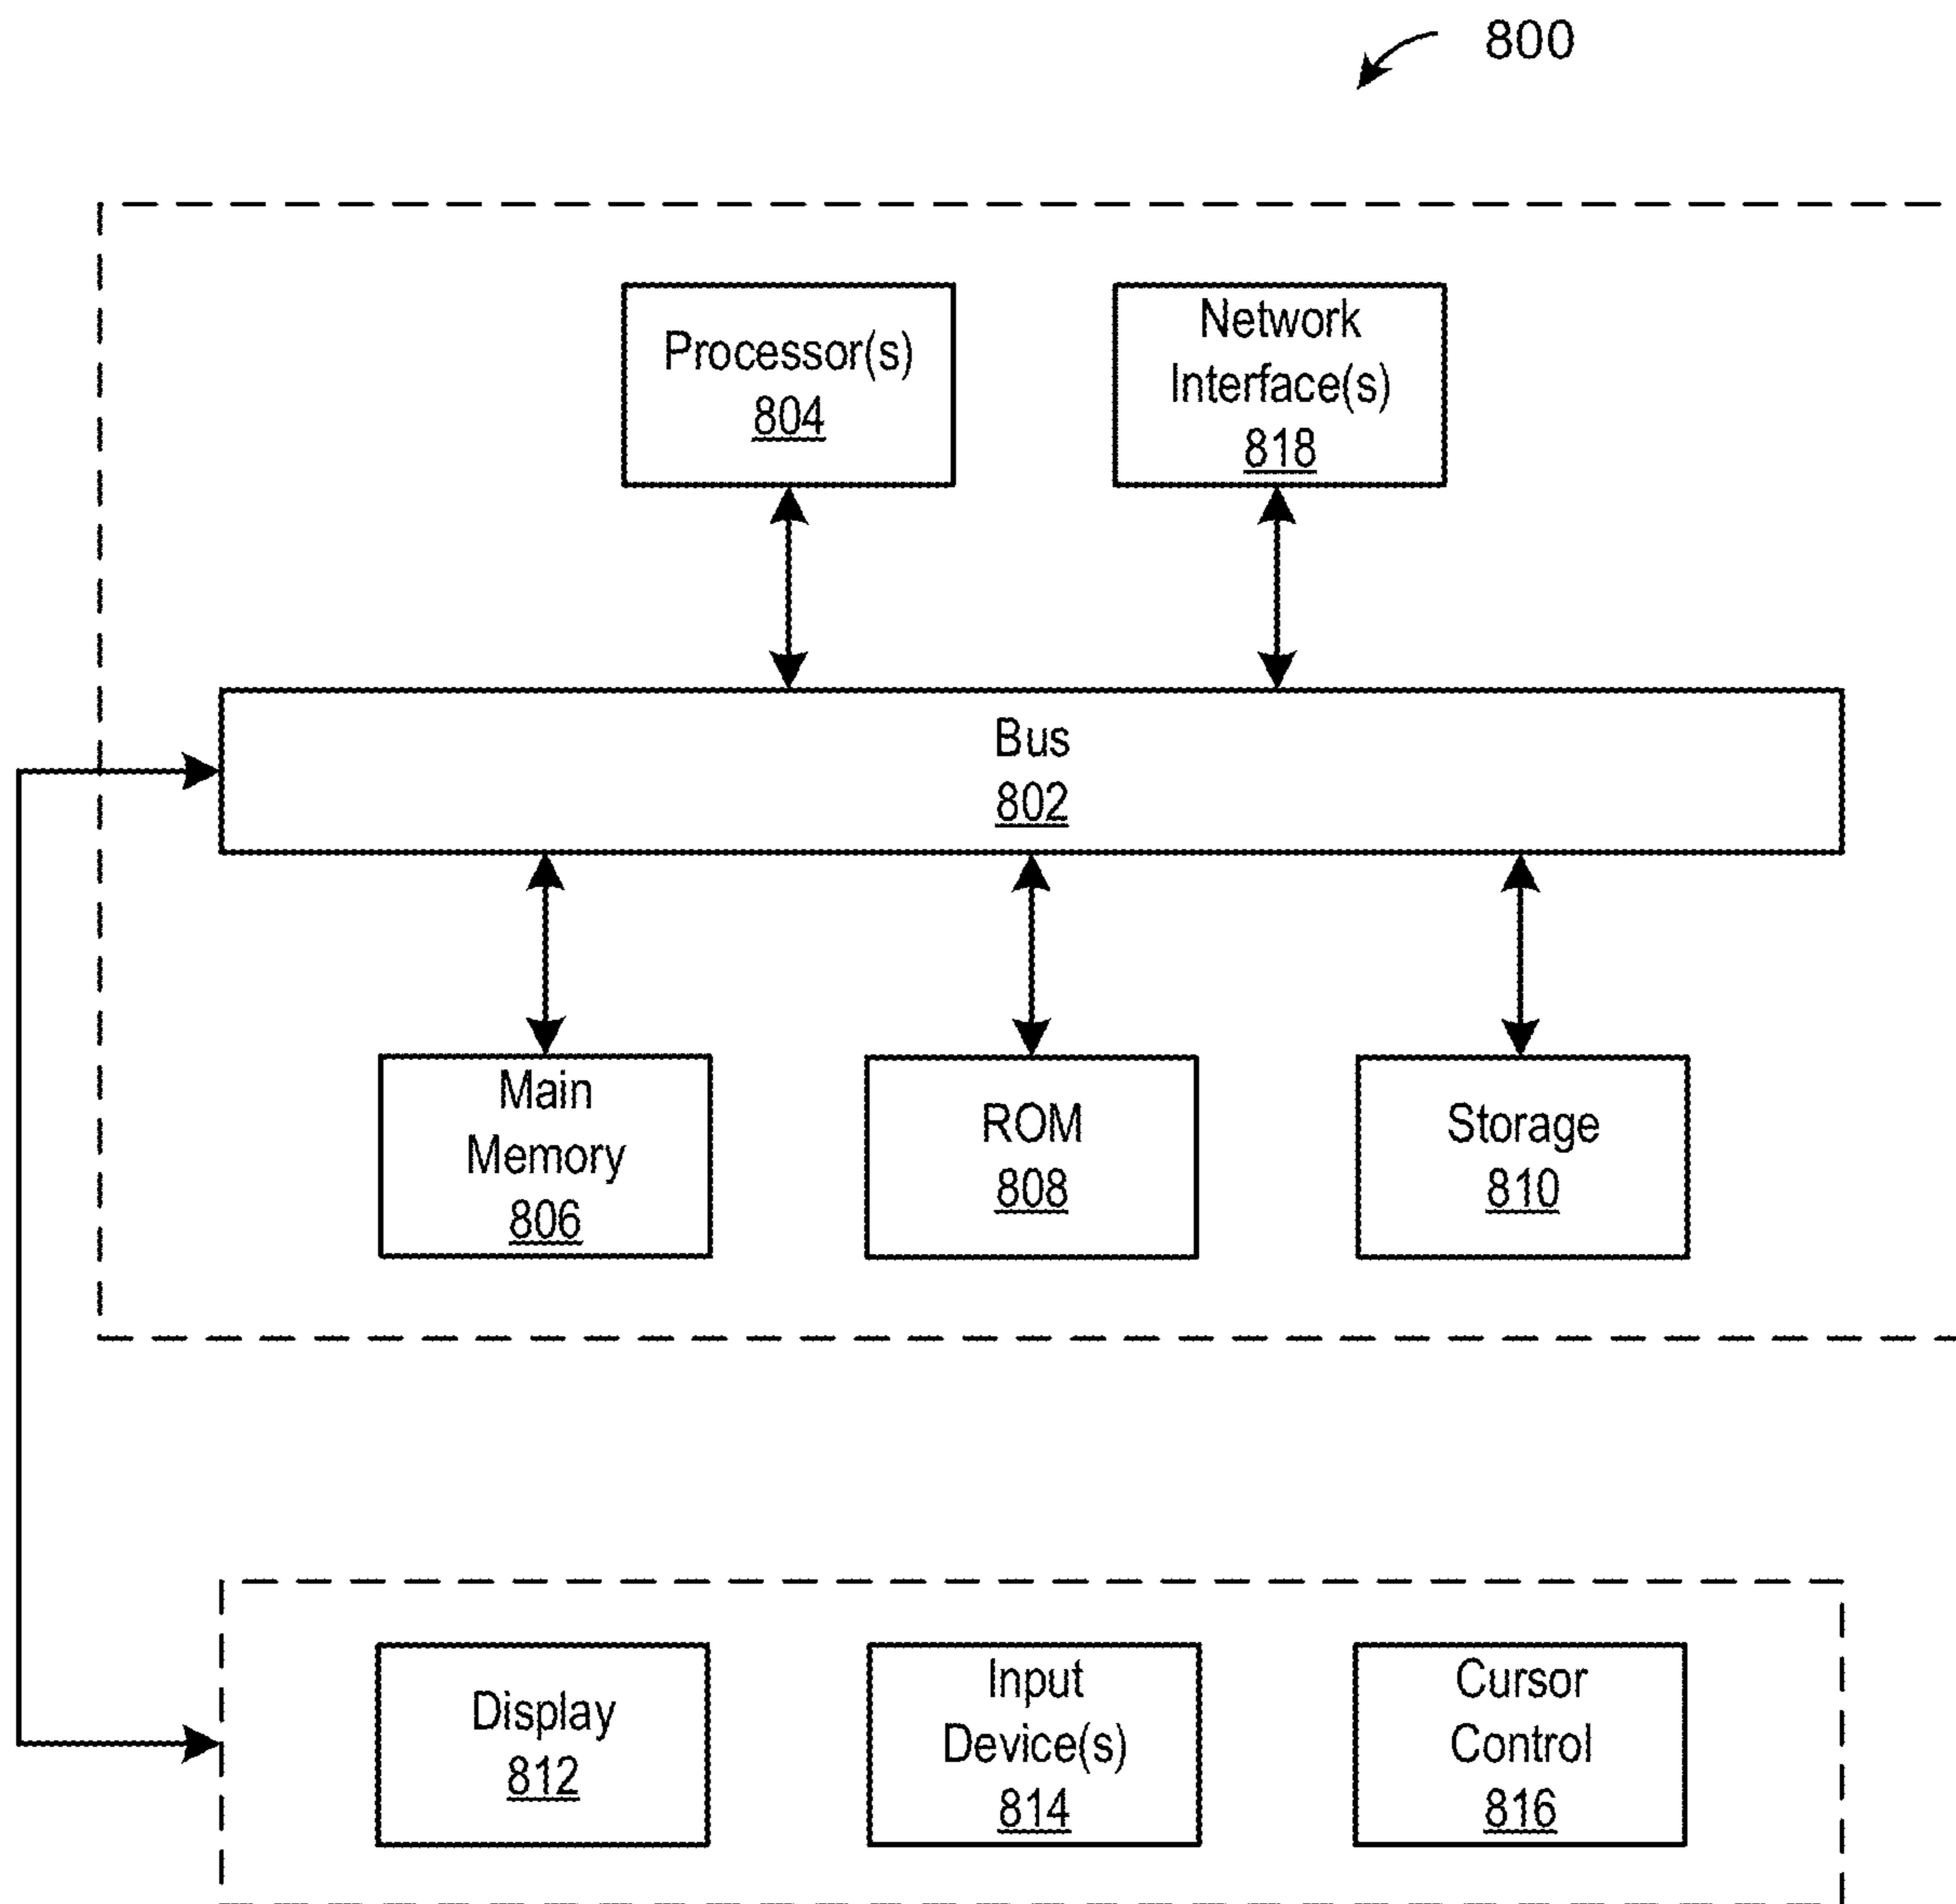 800
Processor(s)
804
Network
Interface(s)
818
Bus
802
Main
Memory
806
ROM
808
Storage
810
Display
812
Input
Device(s)
814
Cursor
Control
816